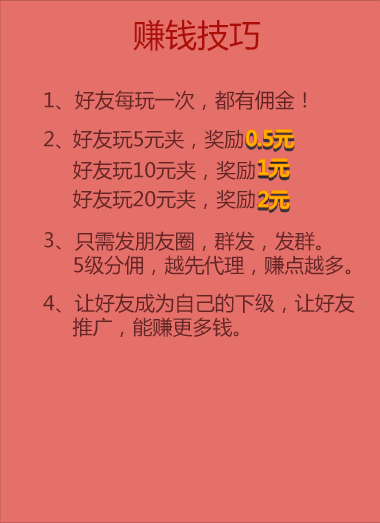 赚钱技巧
1、好友每玩一次，都有佣金！
2、好友玩5元夹，奖励0.5元
好友玩10元夹，奖励1元
好友玩20元夹，奖励2元
3、只需发朋友圈，群发，发群。
5级分佣，越先代理，赚点越多。
4、让好友成为自己的下级，让好友
推广，能赚更多钱。